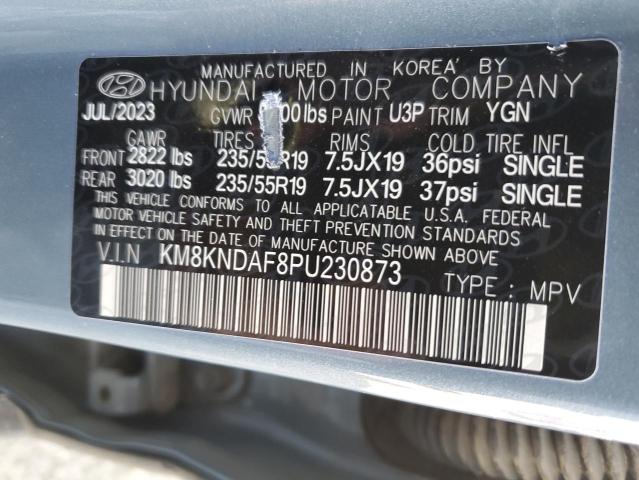 MANUFACTURED IN KOREA BY
HYUNDAI MOTOR COMPANY
JUL/2023 GVWR 00 lbs PAINT U3P TRIM YGN
GAWR TIRES RIMS COLD TIRE INFL
FRONT 2822 lbs 235/55R19 7.5JX19 36psi SINGLE
REAR 3020 lbs 235/55R19 7.5JX19 37psi SINGLE
THIS VEHICLE CONFORMS TO ALL APPLICATABLE U.S.A. FEDERAL
MOTOR VEHICLE SAFETY AND THEFT PREVENTION STANDARDS
IN EFFECT ON THE DATE OF MANUFACTURE SHOWN ABOVE
V.I.N KM8KNDAF8PU230873 TYPE : MPV